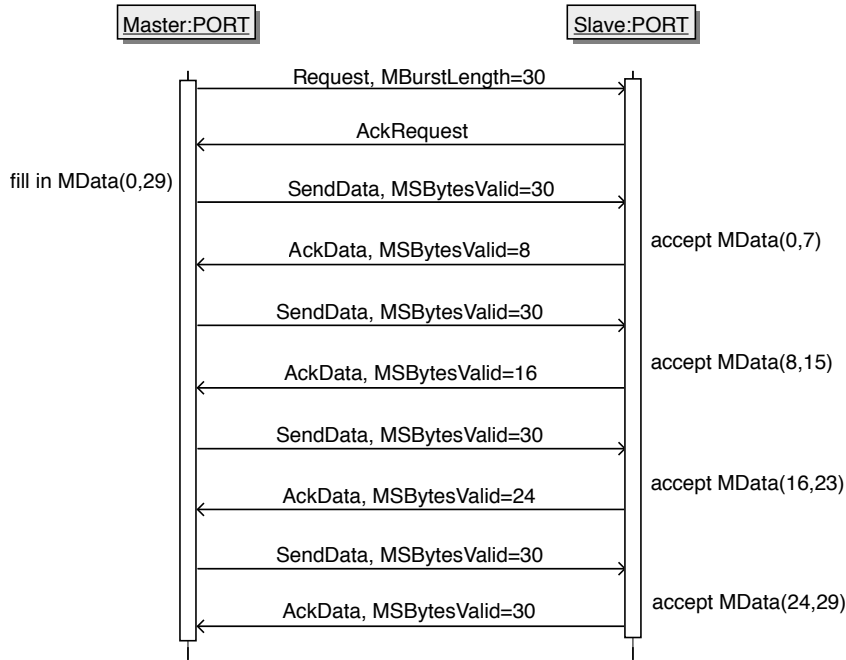 Master:PORT
Slave:PORT
Request, MBurstLength=30
AckRequest
fill in MData(0,29)
SendData, MSBytesValid=30
accept MData(0,7)
AckData, MSBytesValid=8
SendData, MSBytesValid=30
accept MData(8,15)
AckData, MSBytesValid=16
SendData, MSBytesValid=30
accept MData(16,23)
AckData, MSBytesValid=24
SendData, MSBytesValid=30
accept MData(24,29)
AckData, MSBytesValid=30